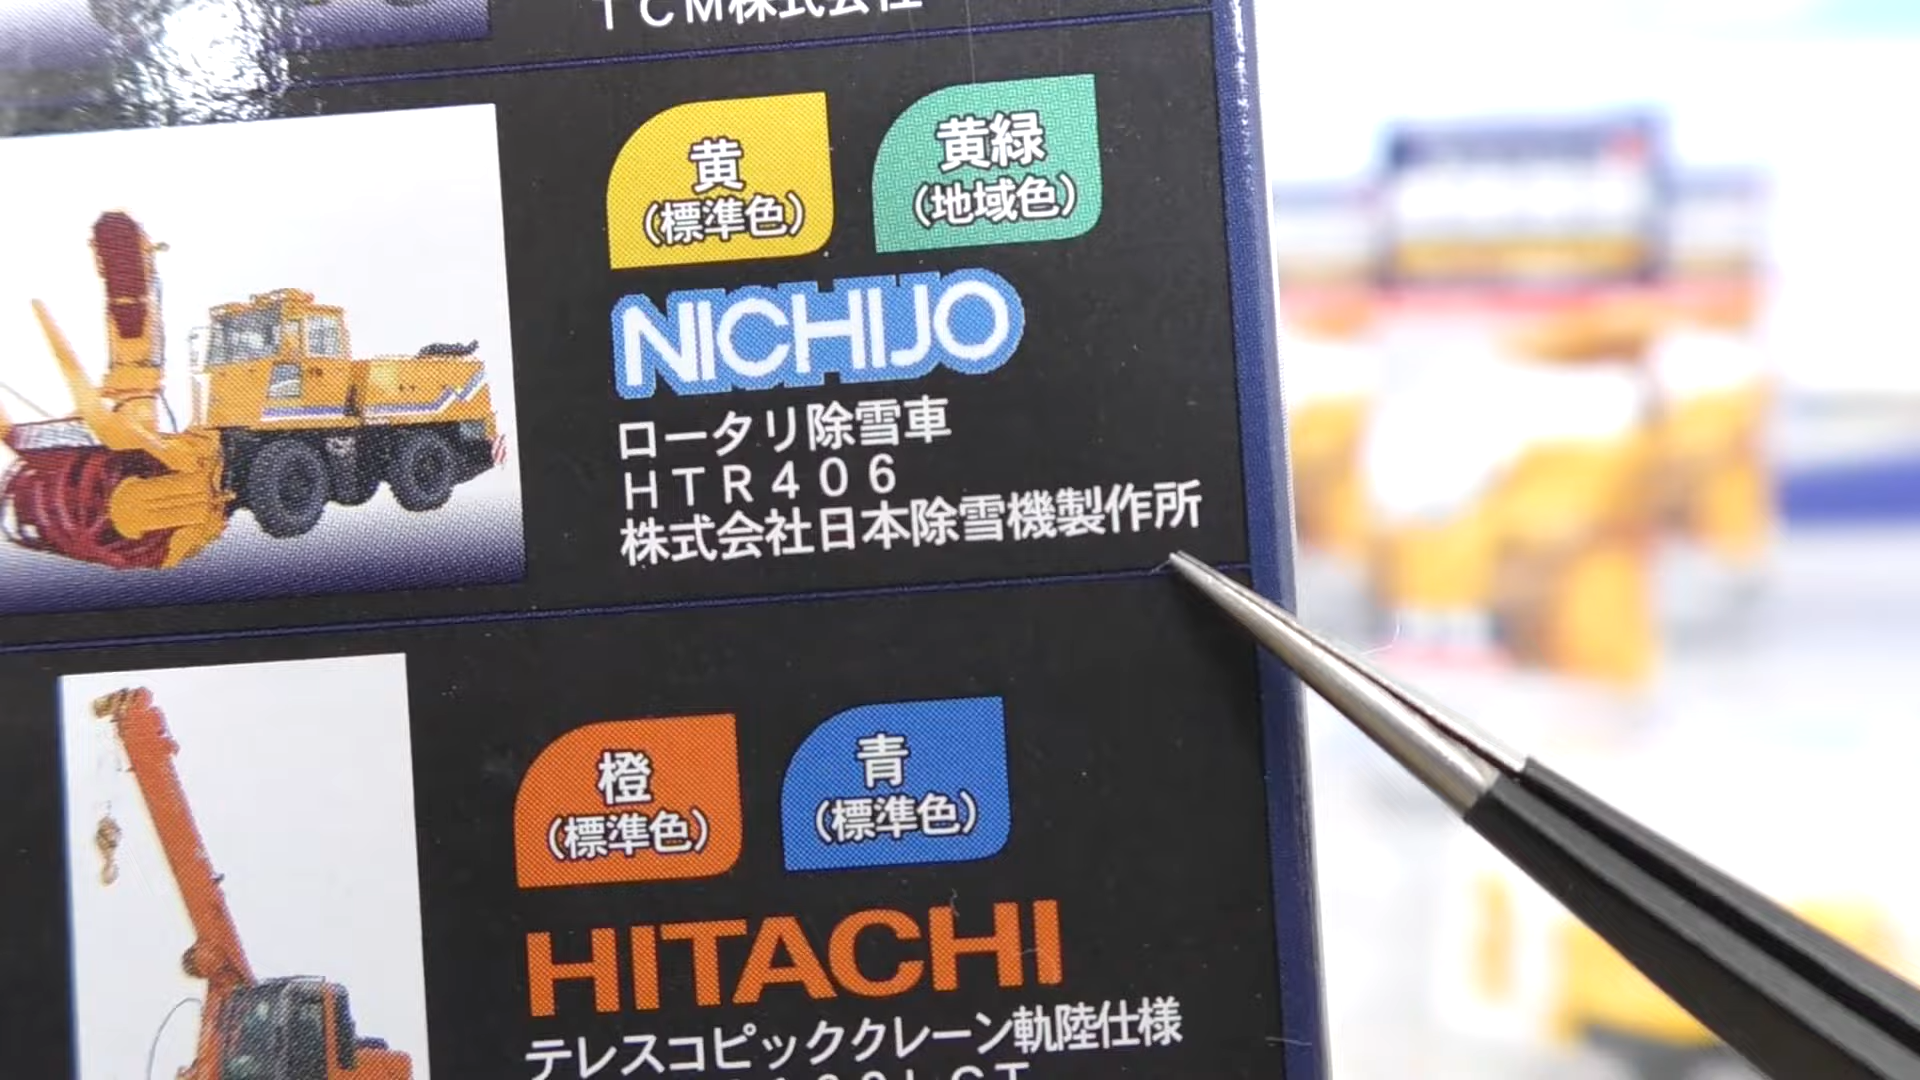 TCM株式会社
黄
（標準色）
黄緑
（地域色）
NICHIJO
ロータリ除雪車
HTR406
株式会社日本除雪機製作所
橙
（標準色）
青
（標準色）
HITACHI
テレスコピッククレーン軌陸仕様